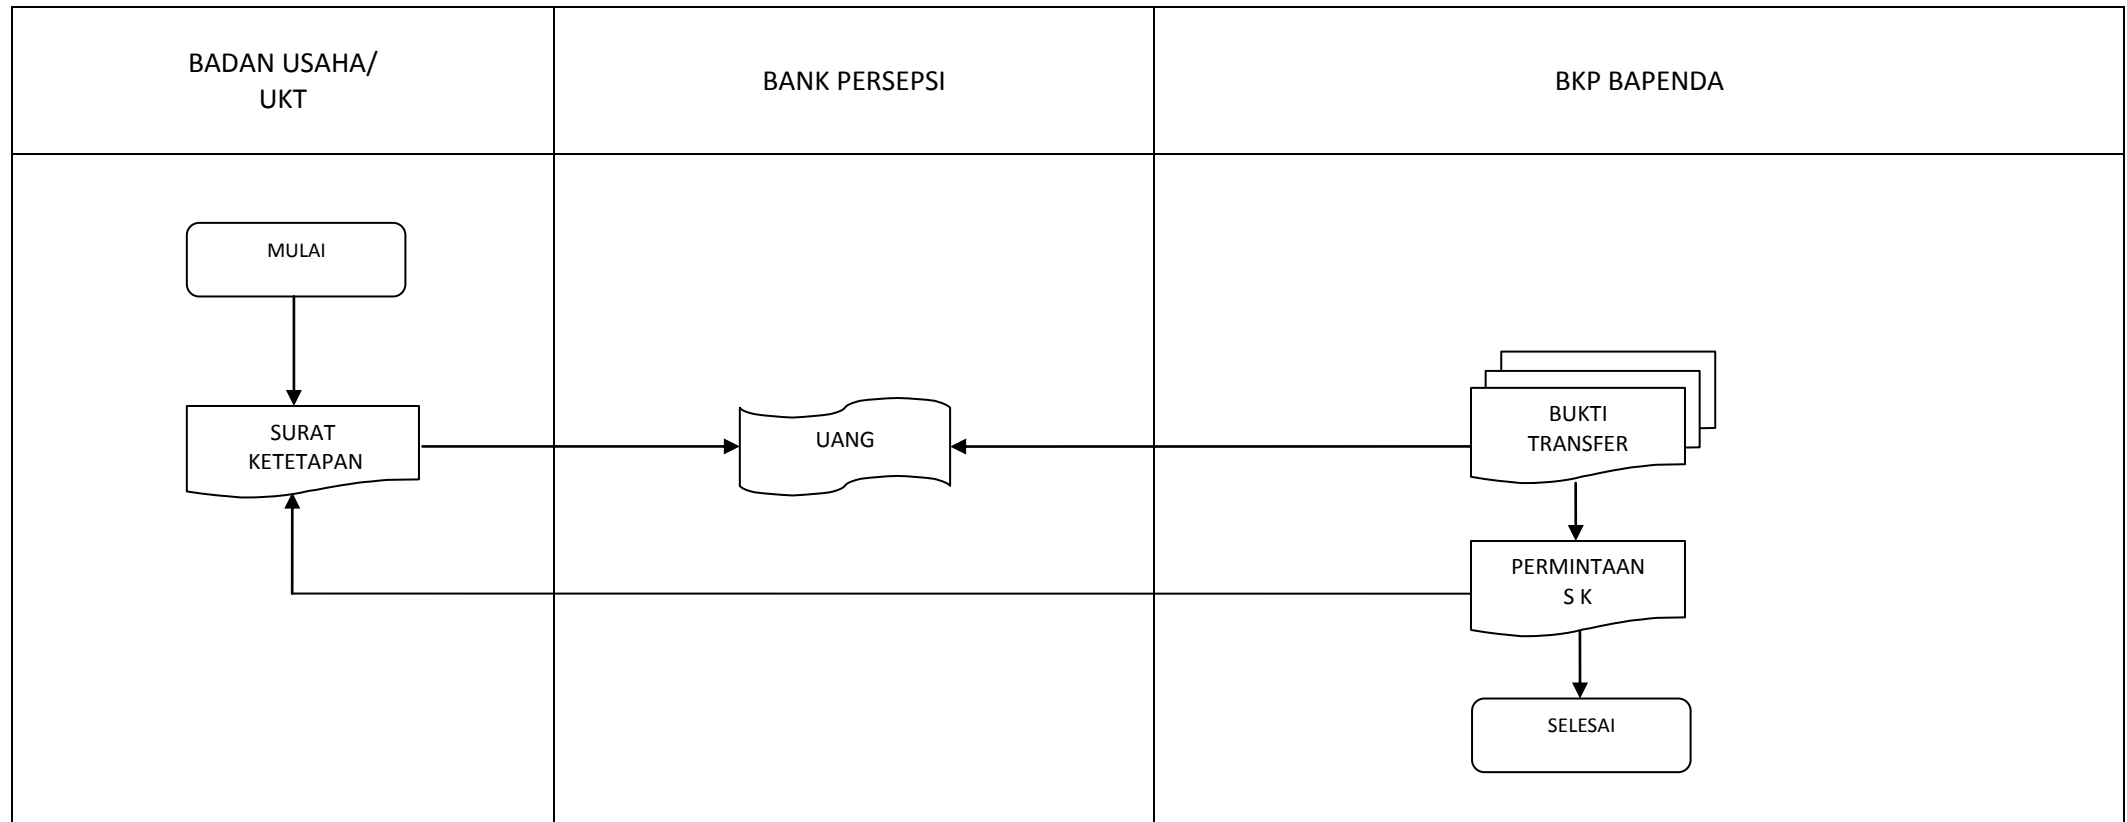 BADAN USAHA/
UKT
BANK PERSEPSI
BKP BAPENDA
MULAI
SURAT
KETETAPAN
UANG
BUKTI
TRANSFER
PERMINTAAN
S K
SELESAI